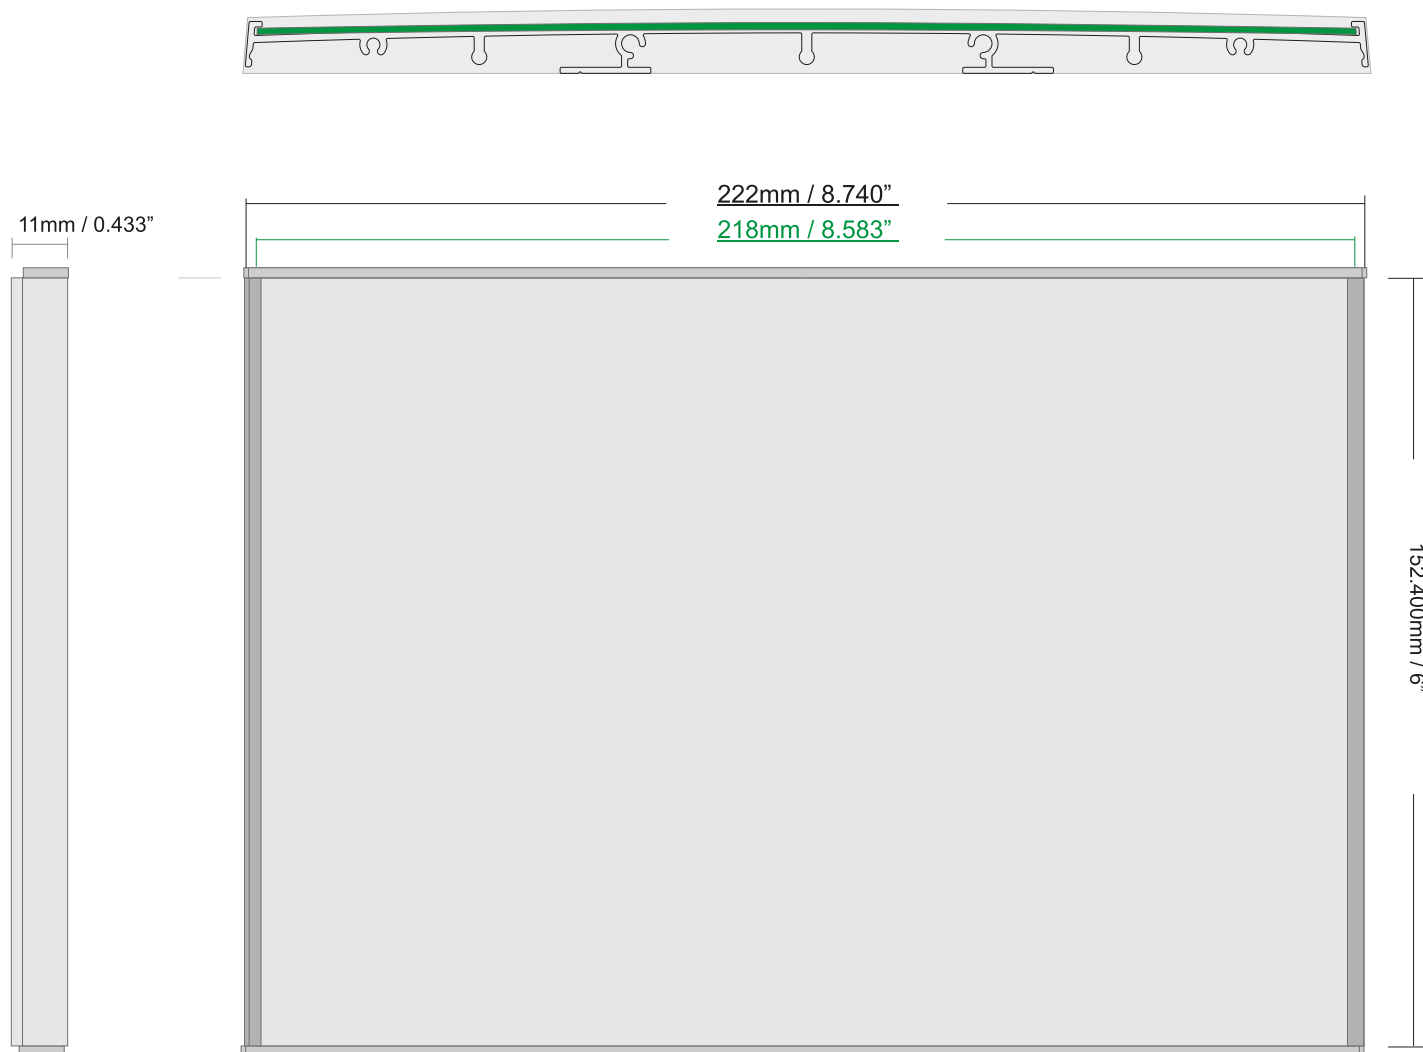 222mm / 8.740”
11mm / 0.433”
218mm / 8.583”
152.400mm / 6”